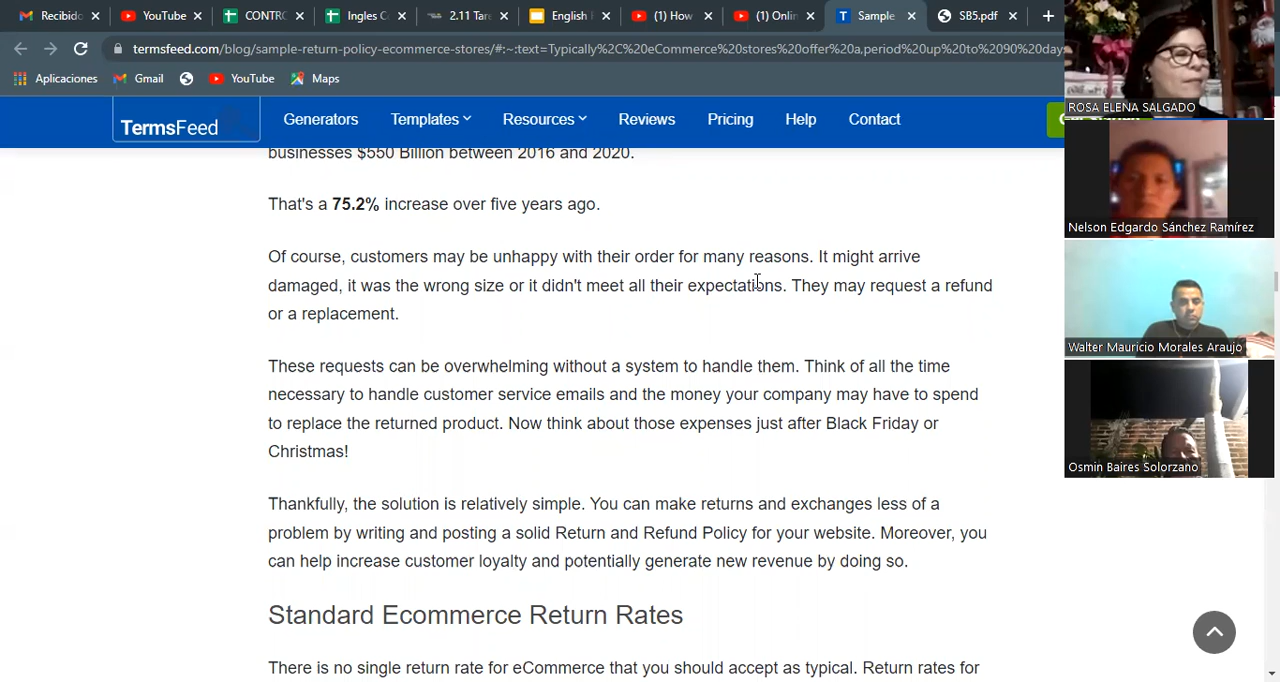 Recibido
YouTube
CONTRO
Ingles Co
2.11 Tare
English F
(1) How
(1) Onlin
Sample
SB5.pdf
termsfeed.com/blog/sample-return-policy-ecommerce-stores/#:~:text=Typically%2C%20eCommerce%20stores%20offer%20a,period%20up%20to%2090%20day
Aplicaciones
Gmail
YouTube
Maps
TermsFeed
Generators
Templates
Resources
Reviews
Pricing
Help
Contact
businesses $550 Billion between 2016 and 2020.
That's a 75.2% increase over five years ago.
Of course, customers may be unhappy with their order for many reasons. It might arrive
damaged, it was the wrong size or it didn't meet all their expectations. They may request a refund
or a replacement.
These requests can be overwhelming without a system to handle them. Think of all the time
necessary to handle customer service emails and the money your company may have to spend
to replace the returned product. Now think about those expenses just after Black Friday or
Christmas!
Thankfully, the solution is relatively simple. You can make returns and exchanges less of a
problem by writing and posting a solid Return and Refund Policy for your website. Moreover, you
can help increase customer loyalty and potentially generate new revenue by doing so.
Standard Ecommerce Return Rates
There is no single return rate for eCommerce that you should accept as typical. Return rates for
ROSA ELENA SALGADO
Nelson Edgardo Sánchez Ramírez
Walter Mauricio Morales Araujo
Osmin Baires Solorzano